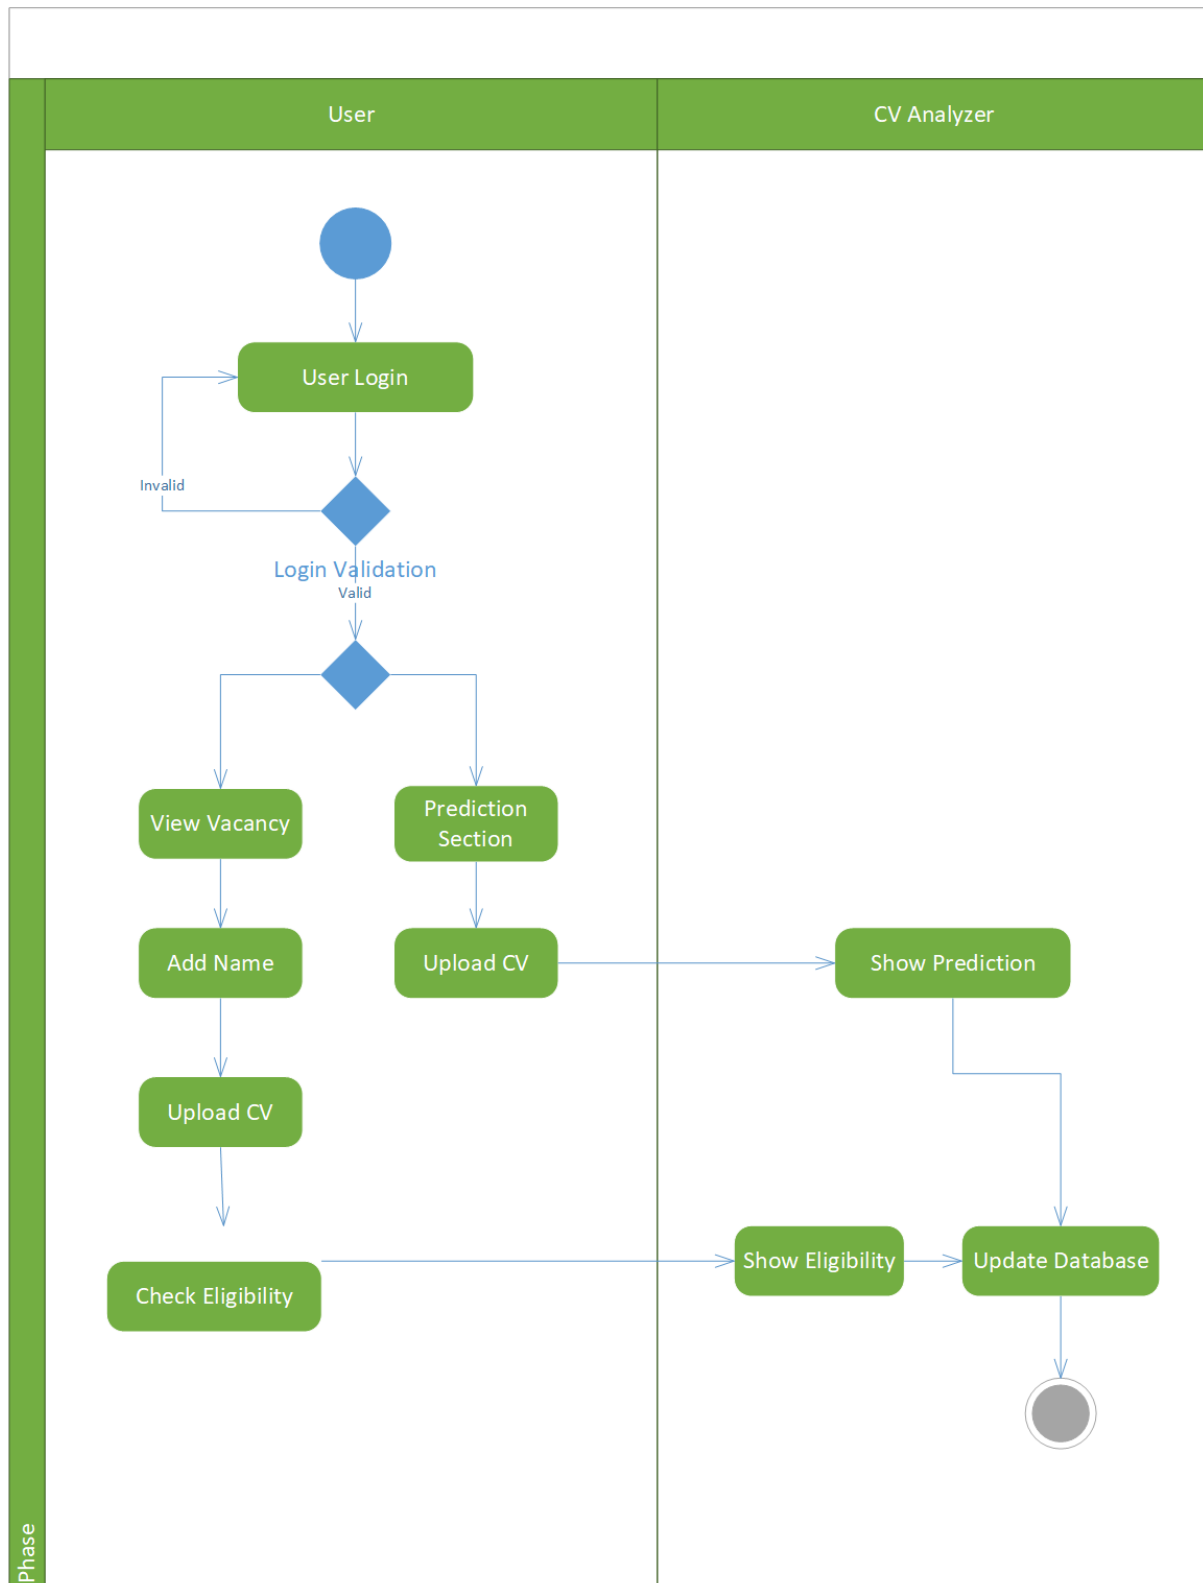 User
CV Analyzer
User Login
Invalid
Login Validation
Valid
View Vacancy
Prediction
Section
Add Name
Upload CV
Show Prediction
Upload CV
Show Eligibility
Update Database
Check Eligibility
Phase